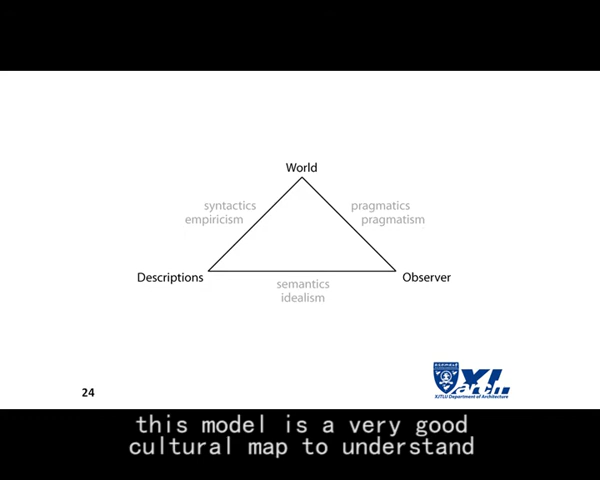 World
syntactics
empiricism
pragmatics
pragmatism
Descriptions
Observer
semantics
idealism
XJTLU Department of Architecture
24
this model is a very good
cultural map to understand